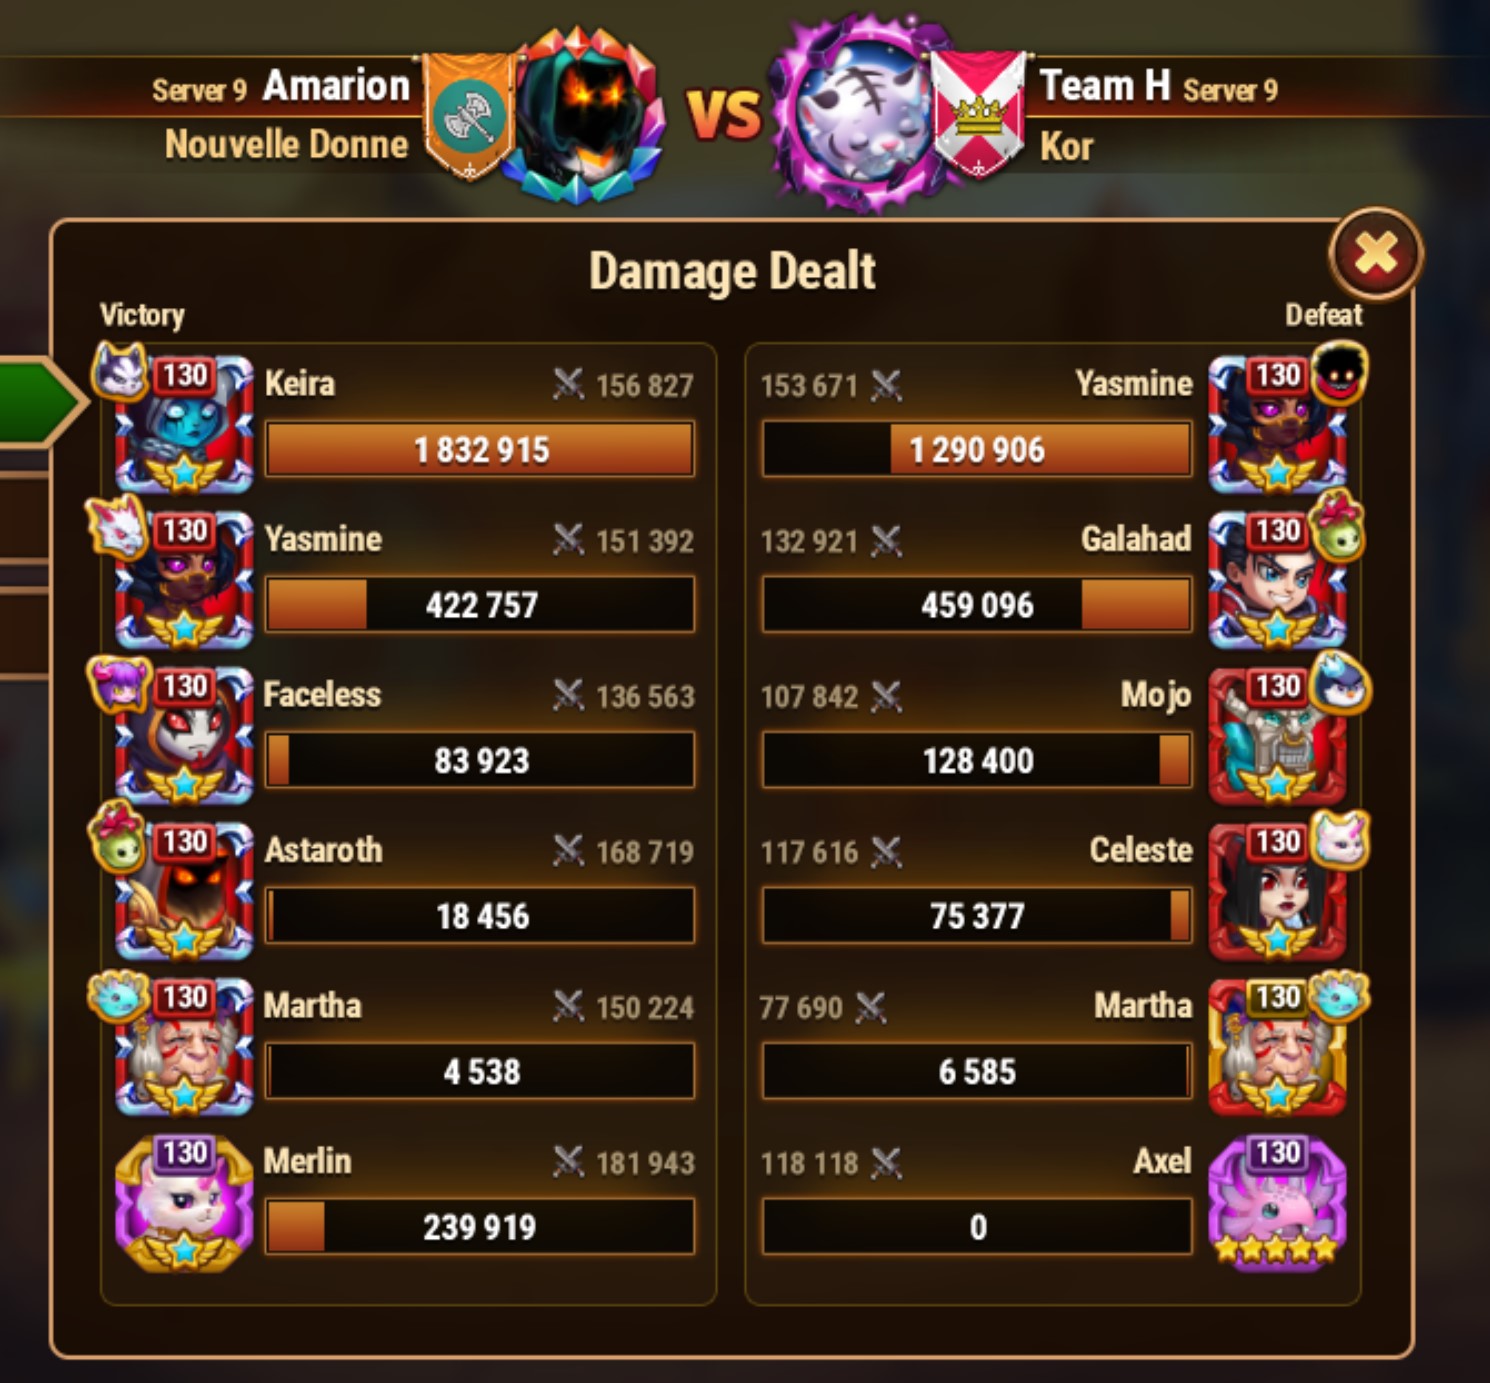 Server 9 Amarion
Nouvelle Donne
VS
Team H Server 9
Kor
Damage Dealt
Victory
Defeat
130 Keira 156 827
1 832 915
153 671 Yasmine 130
1 290 906
130 Yasmine 151 392
422 757
132 921 Galahad 130
459 096
130 Faceless 136 563
83 923
107 842 Mojo 130
128 400
130 Astaroth 168 719
18 456
117 616 Celeste 130
75 377
130 Martha 150 224
4 538
77 690 Martha 130
6 585
130 Merlin 181 943
239 919
118 118 Axel 130
0